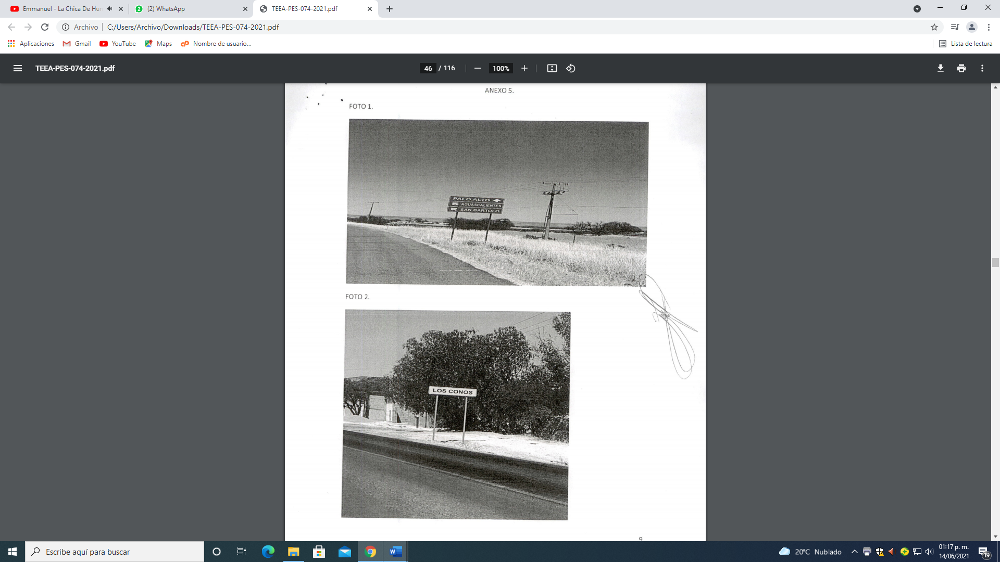 Emmanuel - La Chica De Hu
(2) WhatsApp
TEEA-PES-074-2021.pdf
Archivo
C:/Users/Archivo/Downloads/TEEA-PES-074-2021.pdf
Aplicaciones
Gmail
YouTube
Maps
Nombre de usuario...
Lista de lectura
TEEA-PES-074-2021.pdf
46 / 116
100%
ANEXO 5.
FOTO 1.
PALO ALTO
AGUASCALIENTES
SAN BARTOLO
FOTO 2.
LOS CONOS
9
Escribe aquí para buscar
20°C Nublado
01:17 p. m.
14/06/2021
19